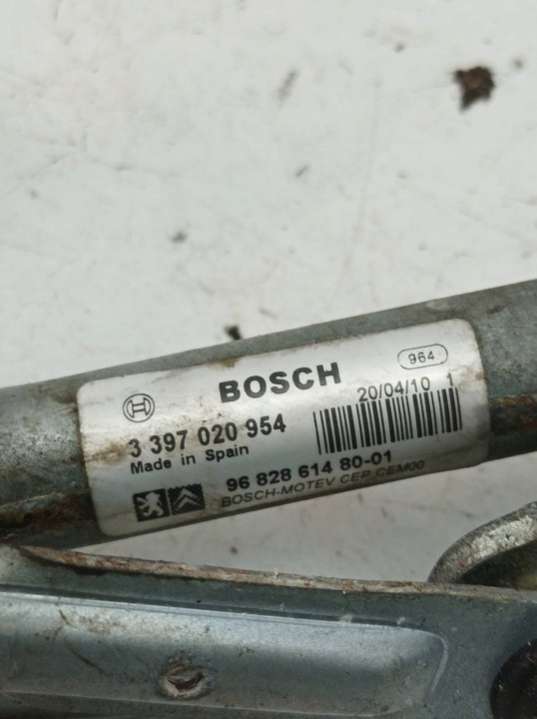 964
BOSCH
20/04/10 1
3 397 020 954
Made in Spain
96 828 614 80-01
BOSCH-MOTEV CEP CEM00